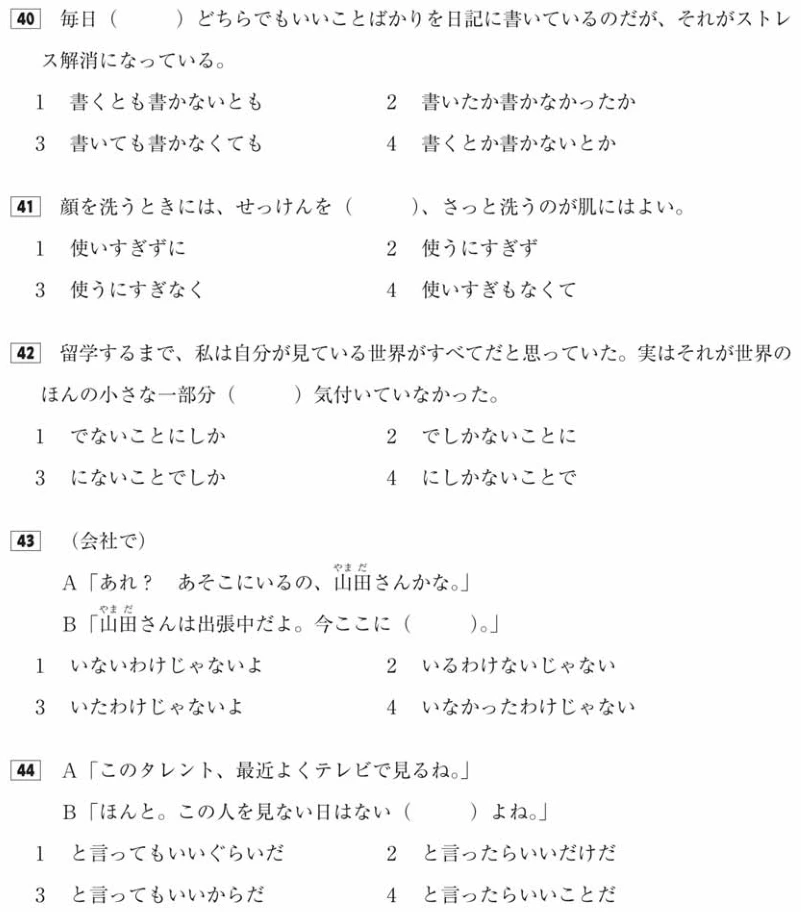 40 毎日（　　　）どちらでもいいことばかりを日記に書いているのだが、それがストレ
ス解消になっている。
1 書くとも書かないとも 2 書いたか書かなかったか
3 書いても書かなくても 4 書くとか書かないとか
41 顔を洗うときには、せっけんを（　　　）、さっと洗うのが肌にはよい。
1 使いすぎずに 2 使うにすぎず
3 使うにすぎなく 4 使いすぎもなくて
42 留学するまで、私は自分が見ている世界がすべてだと思っていた。実はそれが世界の
ほんの小さな一部分（　　　）気付いていなかった。
1 でないことにしか 2 でしかないことに
3 にないことでしか 4 にしかないことで
43 （会社で）
A「あれ？　あそこにいるの、山田さんかな。」
B「山田さんは出張中だよ。今ここに（　　　）。」
1 いないわけじゃないよ 2 いるわけないじゃない
3 いたわけじゃないよ 4 いなかったわけじゃない
44 A「このタレント、最近よくテレビで見るね。」
B「ほんと。この人を見ない日はない（　　　）よね。」
1 と言ってもいいぐらいだ 2 と言ったらいいだけだ
3 と言ってもいいからだ 4 と言ったらいいことだ